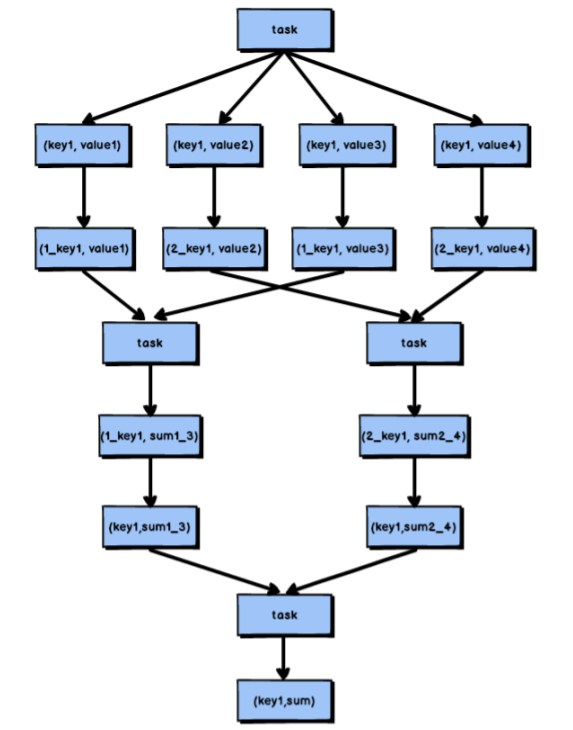 task
(key1, value1)
(key1, value2)
(key1, value3)
(key1, value4)
(1_key1, value1)
(2_key1, value2)
(1_key1, value3)
(2_key1, value4)
task
task
(1_key1, sum1_3)
(2_key1, sum2_4)
(key1,sum1_3)
(key1,sum2_4)
task
(key1,sum)